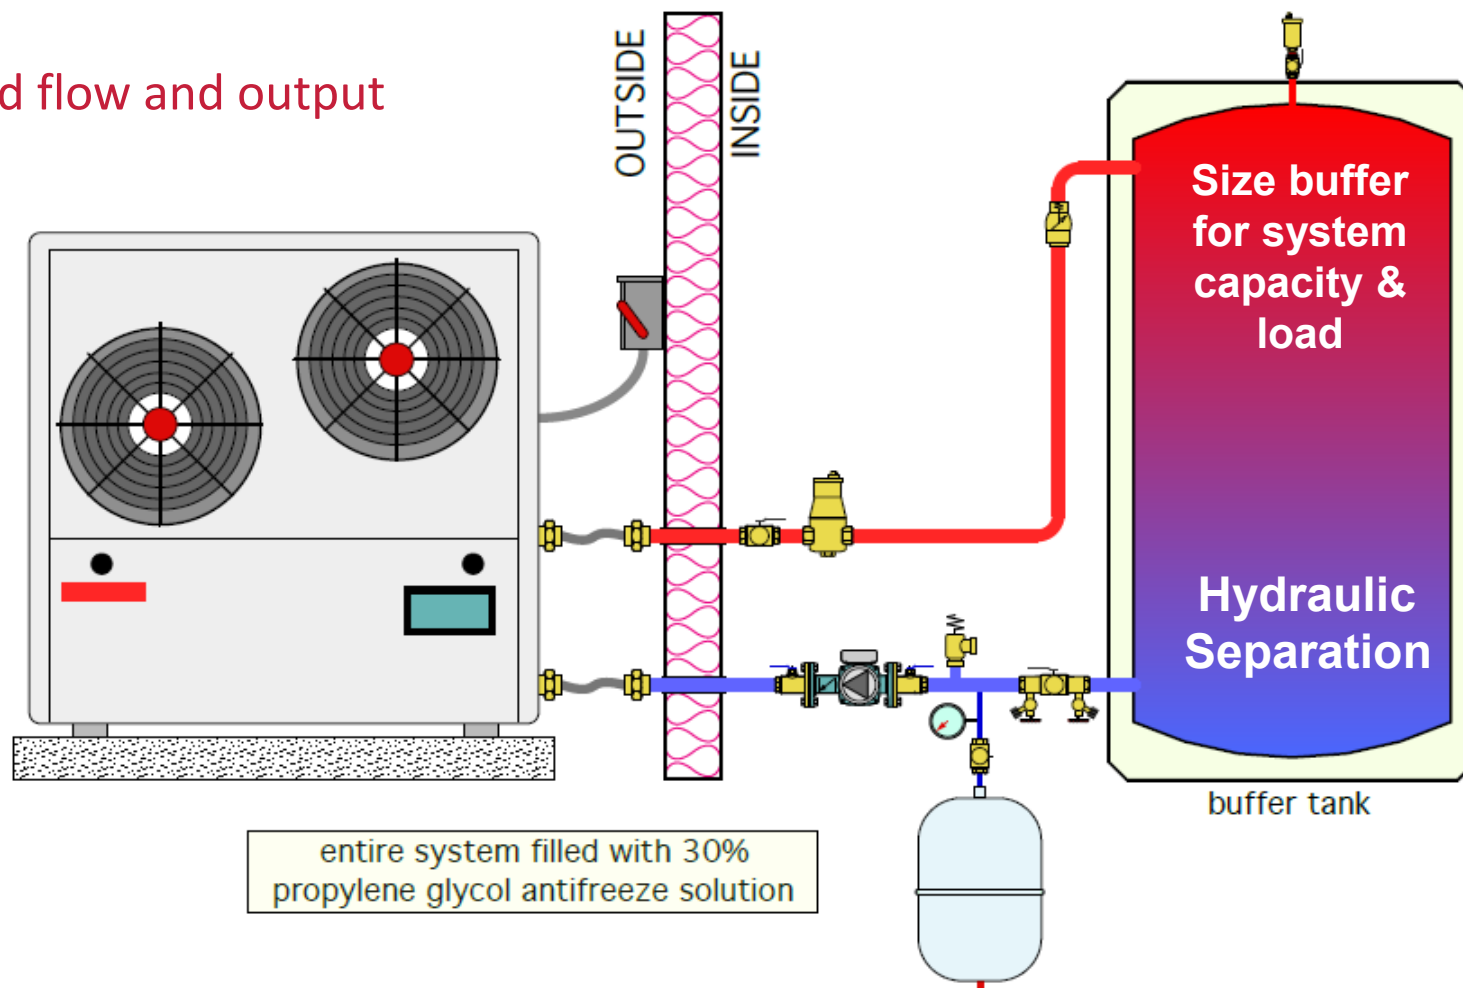 d flow and output
OUTSIDE
INSIDE
Size buffer
for system
capacity &
load
Hydraulic
Separation
buffer tank
entire system filled with 30%
propylene glycol antifreeze solution